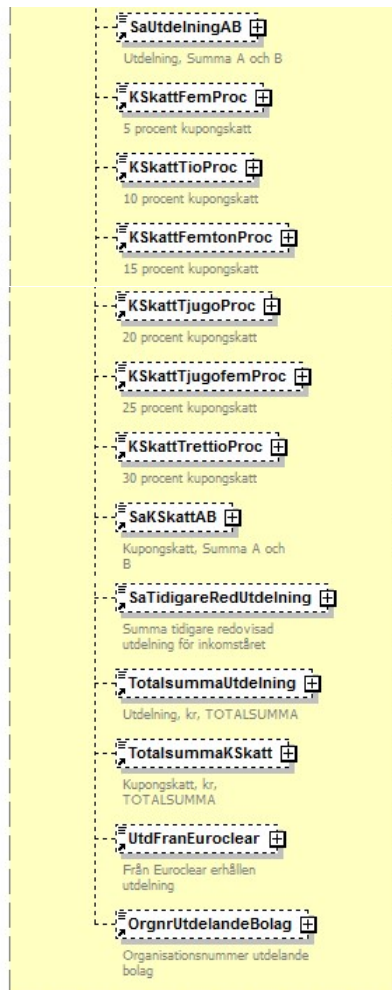 SaUtdelningAB
Utdelning, Summa A och B
KSkattFemProc
5 procent kupongskatt
KSkattTioProc
10 procent kupongskatt
KSkattFemtonProc
15 procent kupongskatt
KSkattTjugoProc
20 procent kupongskatt
KSkattTjugofemProc
25 procent kupongskatt
KSkattTrettioProc
30 procent kupongskatt
SaKSkattAB
Kupongskatt, Summa A och
B
SaTidigareRedUtdelning
Summa tidigare redovisad
utdelning för inkomståret
TotalsummaUtdelning
Utdelning, kr, TOTALSUMMA
TotalsummaKSkatt
Kupongskatt, kr,
TOTALSUMMA
UtdFranEuroclear
Från Euroclear erhållen
utdelning
OrgnrUtdelandeBolag
Organisationsnummer utdelande
bolag